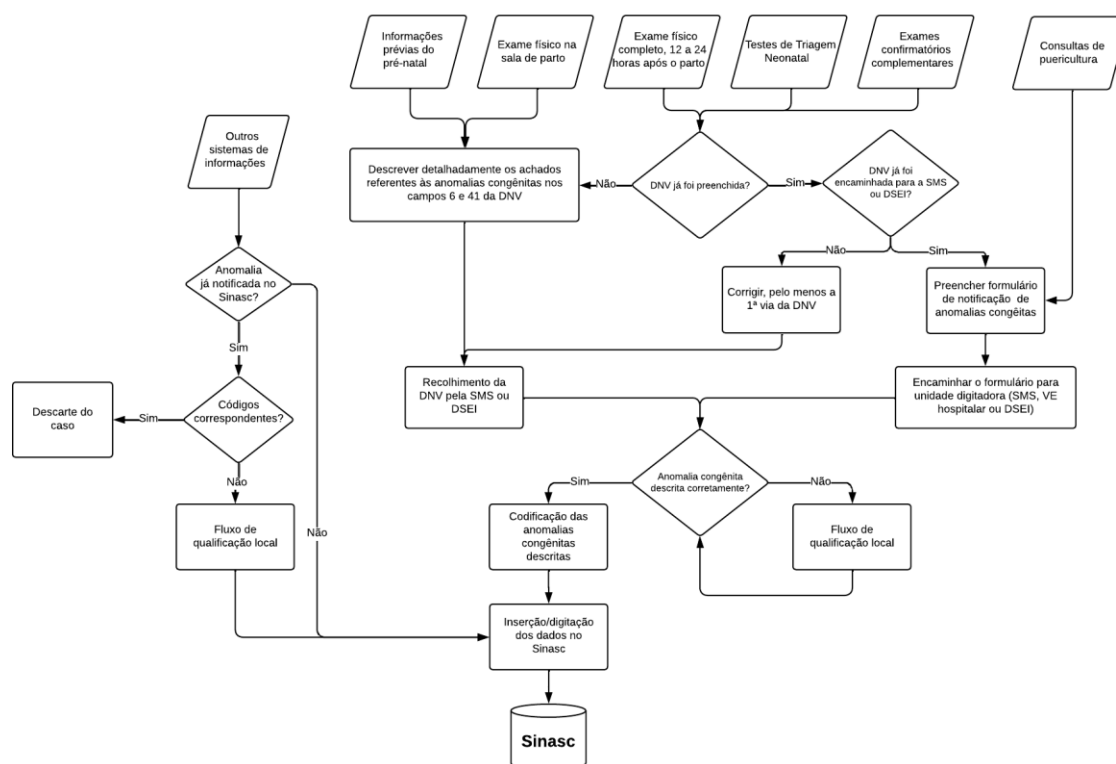 Informações
prévias do
pré-natal
Exame físico na
sala de parto
Exame físico
completo, 12 a 24
horas após o parto
Testes de Triagem
Neonatal
Exames
confirmatórios
complementares
Consultas de
puericultura
Outros
sistemas de
informações
Descrever detalhadamente os achados
referentes às anomalias congênitas nos
campos 6 e 41 da DNV
Não
DNV já foi preenchida?
Sim
DNV já foi
encaminhada para a SMS
ou DSEI?
Não
Sim
Anomalia
já notificada no
Sinasc?
Corrigir, pelo menos a
1ª via da DNV
Preencher formulário
de notificação de
anomalias congêitas
Sim
Recolhimento da
DNV pela SMS ou
DSEI
Encaminhar o formulário para
unidade digitadora (SMS, VE
hospitalar ou DSEI)
Descarte do
caso
Sim
Códigos
correspondentes?
Não
Sim
Anomalia congênita
descrita corretamente?
Não
Fluxo de
qualificação local
Não
Codificação das
anomalias
congênitas
descritas
Fluxo de
qualificação local
Inserção/digitação
dos dados no
Sinasc
Sinasc